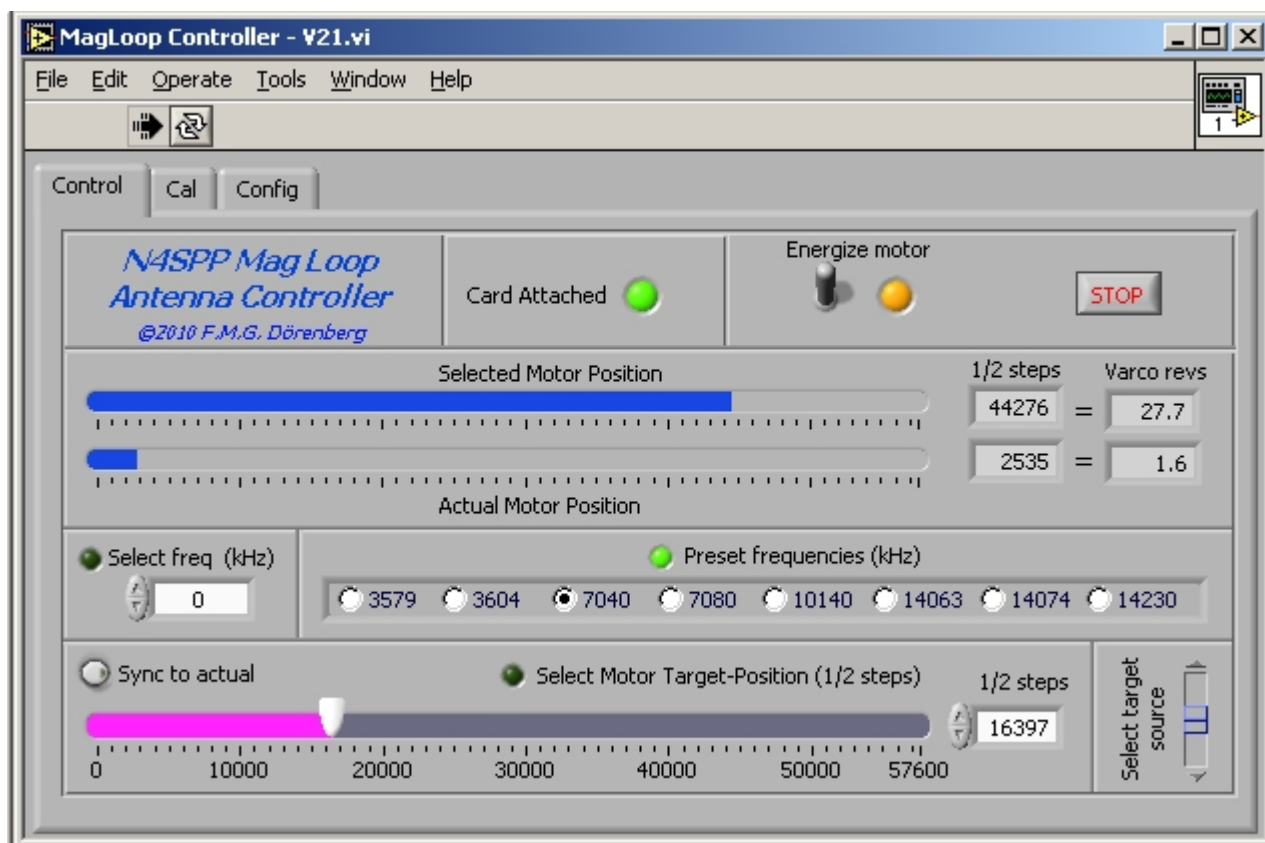 MagLoop Controller - V21.vi
File Edit Operate Tools Window Help
1
Control Cal Config
N4SPP Mag Loop
Antenna Controller
@2010 F.M.G. Dörenberg
Card Attached
Energize motor
STOP
Selected Motor Position
1/2 steps Varco revs
44276 = 27.7
2535 = 1.6
Actual Motor Position
Select freq (kHz)
0
Preset frequencies (kHz)
3579 3604 7040 7080 10140 14063 14074 14230
Sync to actual
Select Motor Target-Position (1/2 steps)
1/2 steps
16397
0 10000 20000 30000 40000 50000 57600
Select target
source